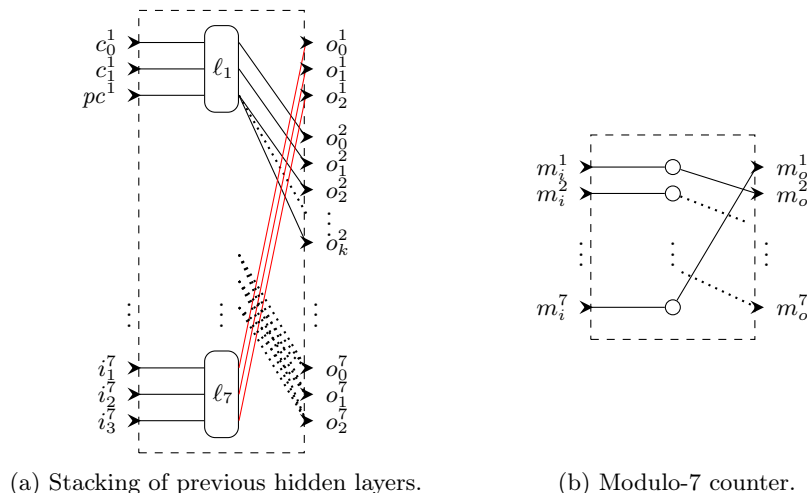 c_0^1 ℓ_1 o_0^1
c_1^1 o_1^1
pc^1 o_2^1
o_0^2
o_1^2
o_2^2
⋮
o_k^2
⋮ ⋮ ⋮
i_1^7 ℓ_7 o_0^7
i_2^7 o_1^7
i_3^7 o_2^7
(a) Stacking of previous hidden layers.
m_i^1 m_o^1
m_i^2 m_o^2
⋮ ⋮ ⋮
m_i^7 m_o^7
(b) Modulo-7 counter.